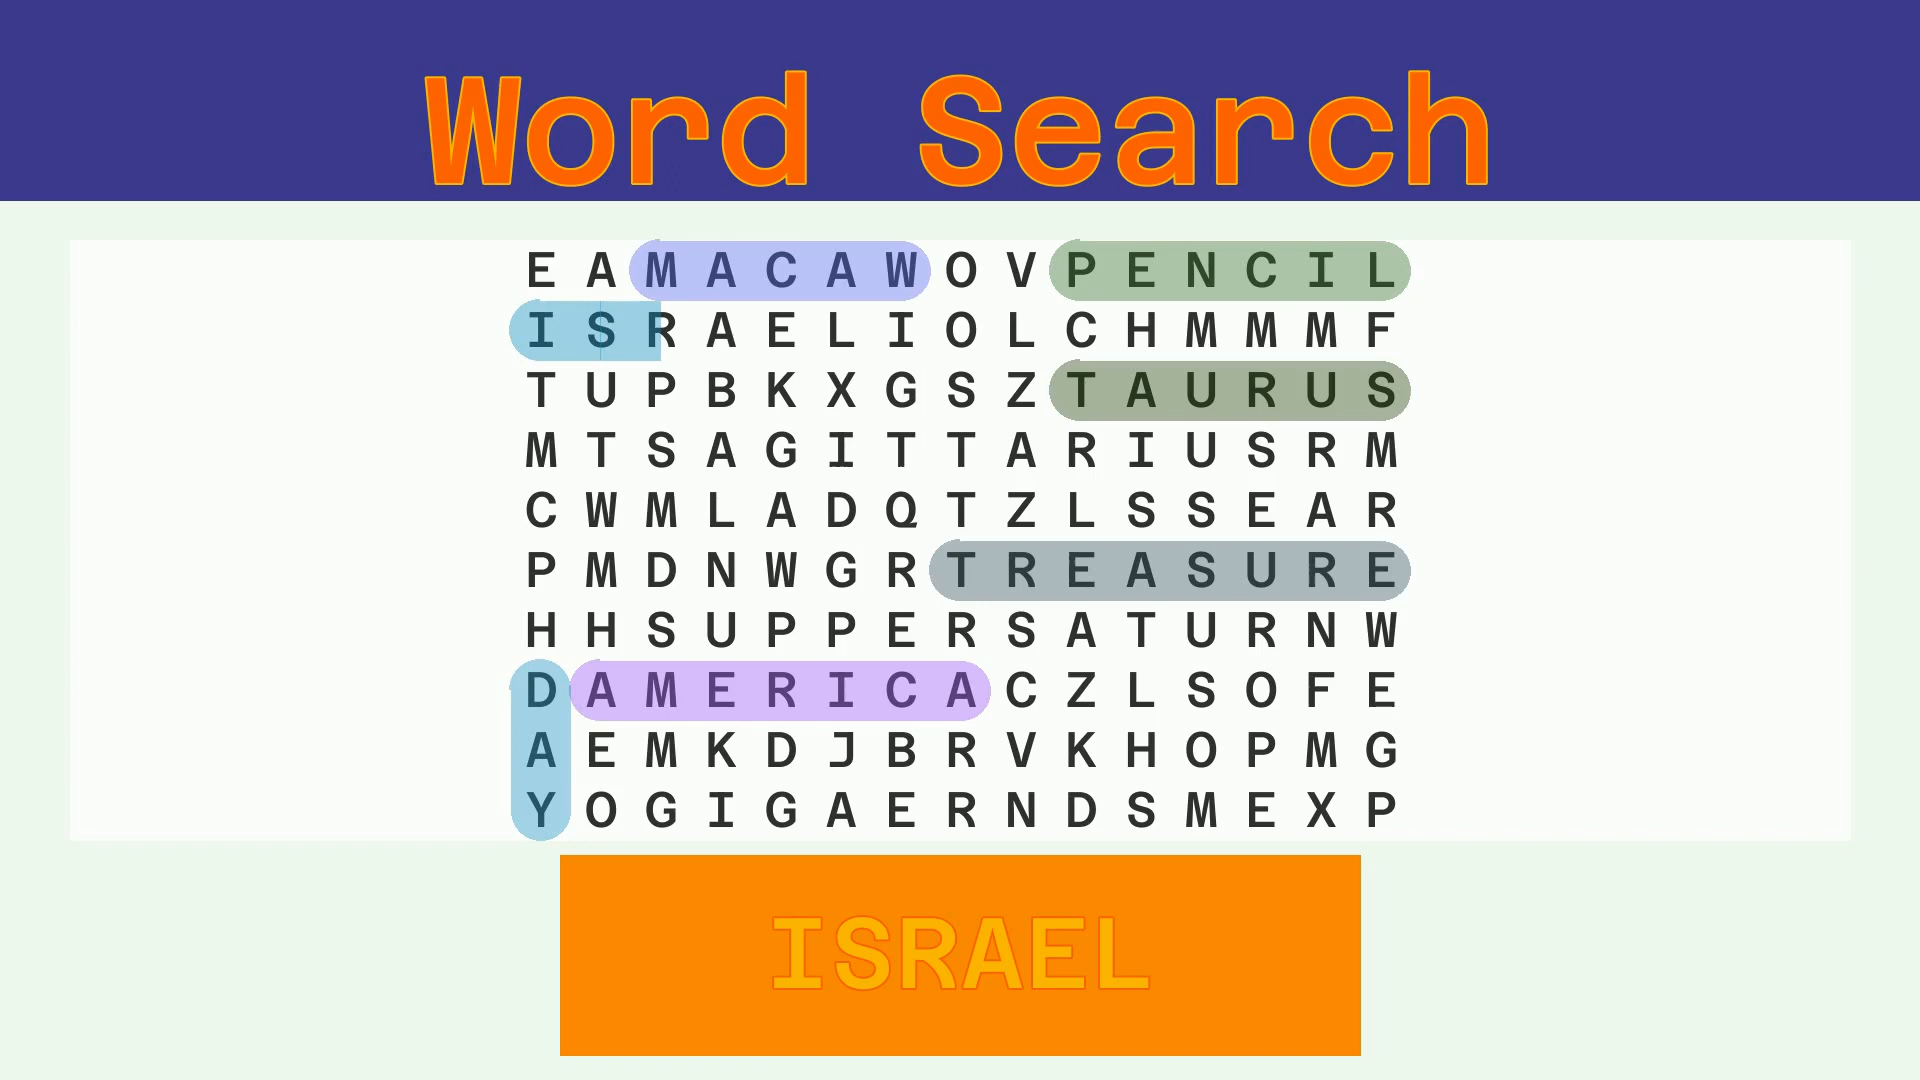 Word Search
E A M A C A W O V P E N C I L
I S R A E L I O L C H M M M F
T U P B K X G S Z T A U R U S
M T S A G I T T A R I U S R M
C W M L A D Q T Z L S S E A R
P M D N W G R T R E A S U R E
H H S U P P E R S A T U R N W
D A M E R I C A C Z L S O F E
A E M K D J B R V K H O P M G
Y O G I G A E R N D S M E X P
ISRAEL